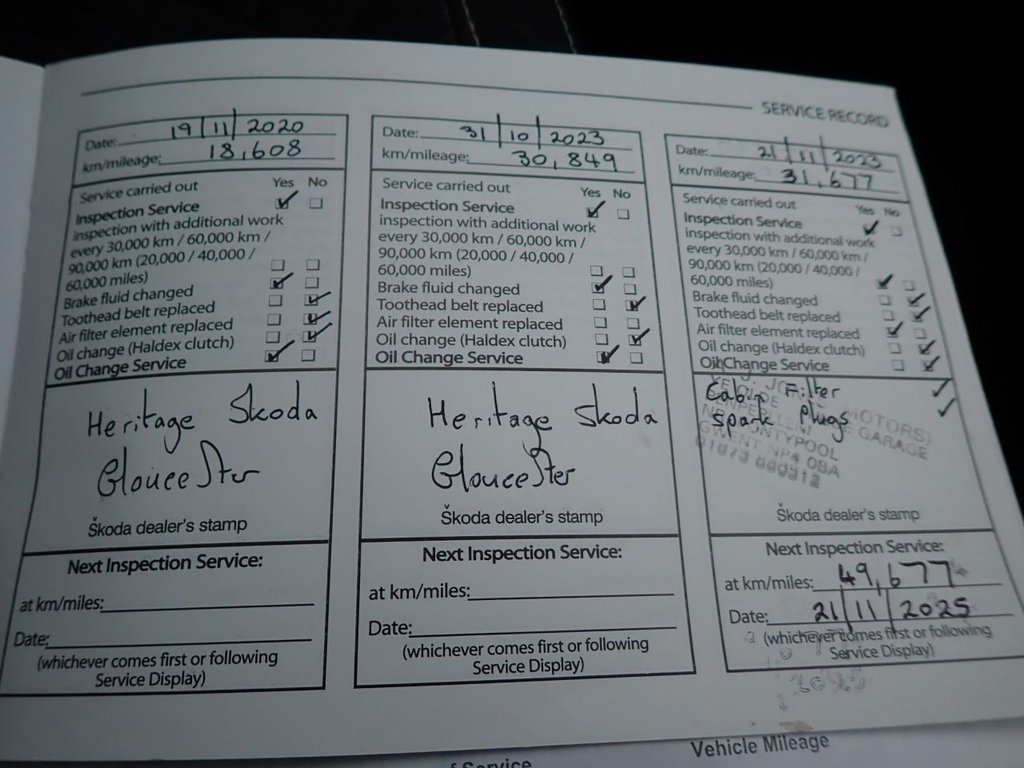 SERVICE RECORD
Date: 19/11/2020
km/mileage: 18,608
Service carried out
Yes No
Inspection Service
inspection with additional work
every 30,000 km / 60,000 km /
90,000 km (20,000 / 40,000 /
60,000 miles)
Brake fluid changed
Toothead belt replaced
Air filter element replaced
Oil change (Haldex clutch)
Oil Change Service
Heritage Skoda
Gloucester
Škoda dealer's stamp
Next Inspection Service:
at km/miles:
Date:
(whichever comes first or following
Service Display)
Date: 31/10/2023
km/mileage: 30,849
Service carried out
Yes No
Inspection Service
inspection with additional work
every 30,000 km / 60,000 km /
90,000 km (20,000 / 40,000 /
60,000 miles)
Brake fluid changed
Toothead belt replaced
Air filter element replaced
Oil change (Haldex clutch)
Oil Change Service
Heritage Skoda
Gloucester
Škoda dealer's stamp
Next Inspection Service:
at km/miles:
Date:
(whichever comes first or following
Service Display)
Date: 21/11/2023
km/mileage: 31,677
Service carried out
Yes No
Inspection Service
inspection with additional work
every 30,000 km / 60,000 km /
90,000 km (20,000 / 40,000 /
60,000 miles)
Brake fluid changed
Toothead belt replaced
Air filter element replaced
Oil change (Haldex clutch)
Oil Change Service
Cabin Filter
spark Plugs
MOTORS)
GARAGE
PONTYPOOL
GWENT NP4 0BA
Škoda dealer's stamp
Next Inspection Service:
at km/miles: 49,677
Date: 21/11/2025
(whichever comes first or following
Service Display)
Vehicle Mileage
Service